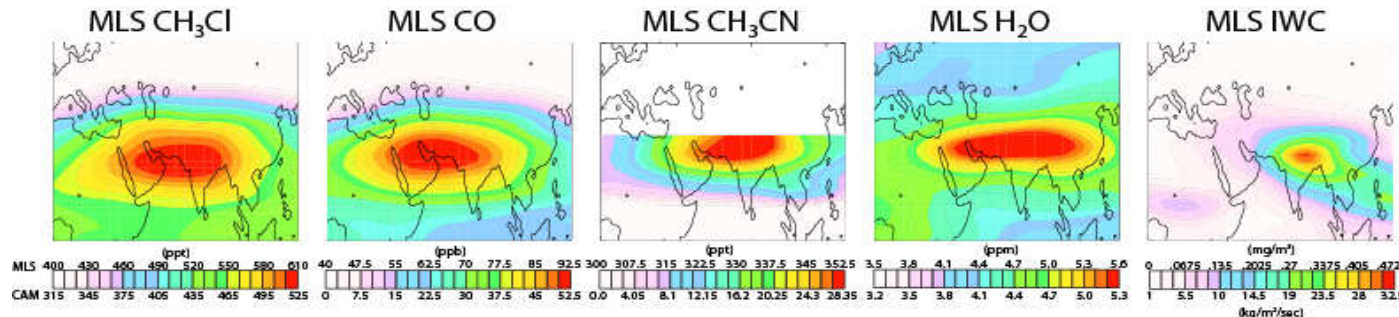 MLS CH₃Cl MLS CO MLS CH₃CN MLS H₂O MLS IWC
(ppt) (ppb) (ppt) (ppm) (mg/m³)
MLS 400 430 460 490 520 550 580 610 40 47.5 55 62.5 70 77.5 85 92.5 300 307.5 315 322.5 330 337.5 345 352.5 3.5 3.8 4.1 4.4 4.7 5.0 5.3 5.6 0 .0675 .135 .2025 .27 .3375 .405 .472
CAM 315 345 375 405 435 465 495 525 0 7.5 15 22.5 30 37.5 45 52.5 0.0 4.05 8.1 12.15 16.2 20.25 24.3 28.35 3.2 3.5 3.8 4.1 4.4 4.7 5.0 5.3 1 5.5 10 14.5 19 23.5 28 32.5
(kg/m²/sec)